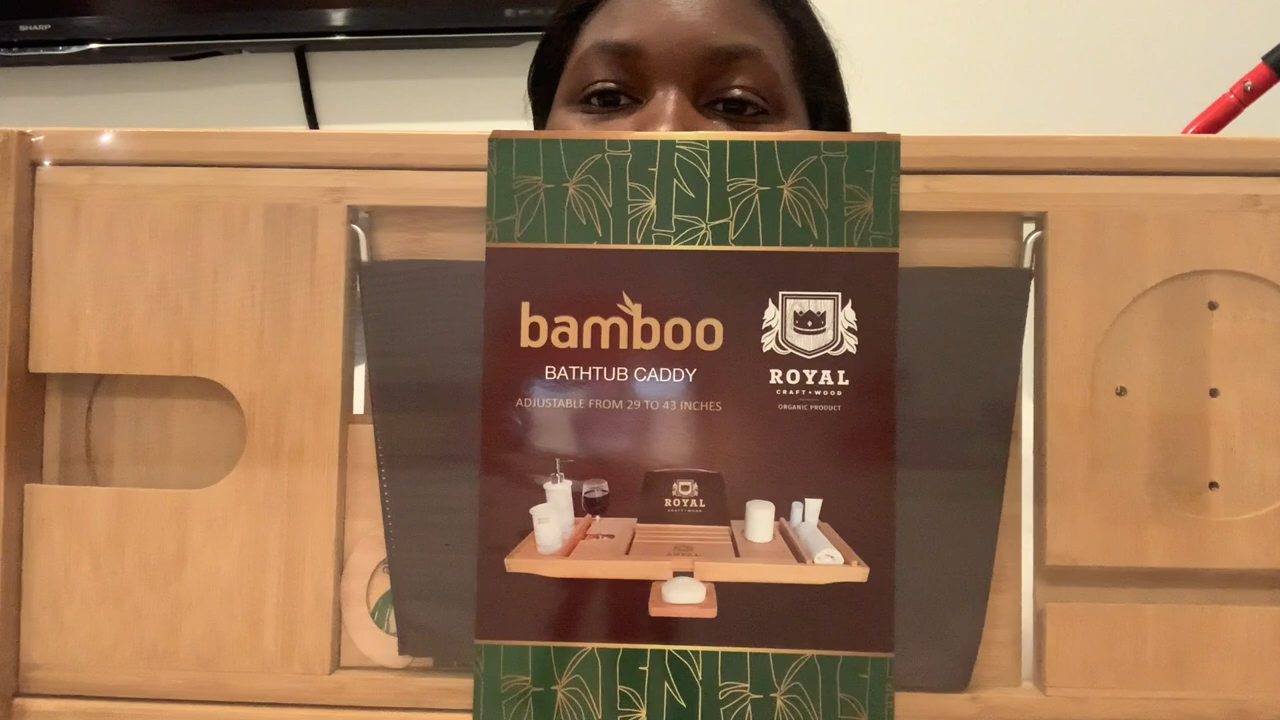 SHARP
bamboo
BATHTUB CADDY
ADJUSTABLE FROM 29 TO 43 INCHES
ROYAL
CRAFT WOOD
ORGANIC PRODUCT
ROYAL
CRAFT WOOD